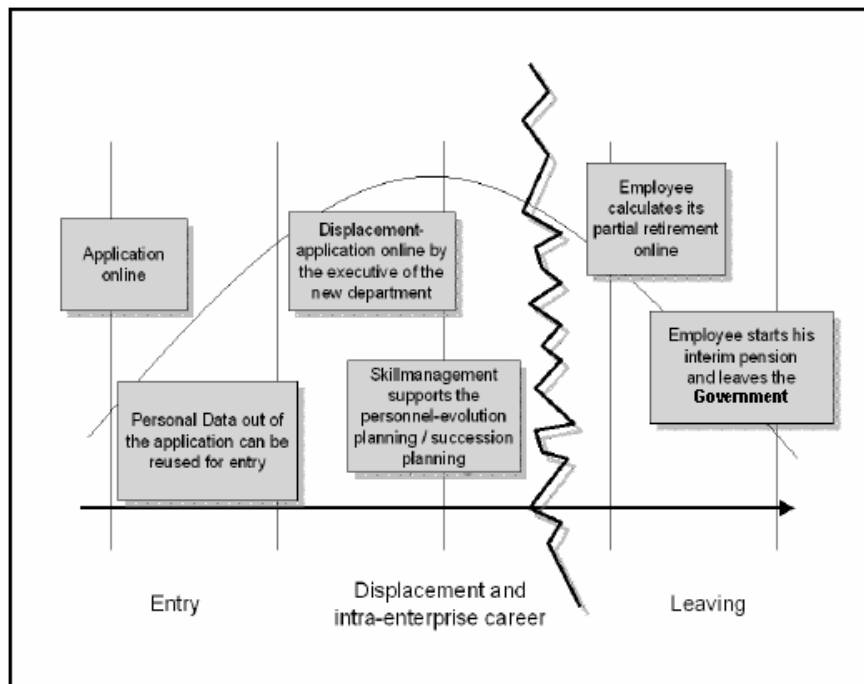 Application
online
Personal Data out of
the application can be
reused for entry
Displacement-
application online by
the executive of the
new department
Skillmanagement
supports the
personnel-evolution
planning / succession
planning
Employee
calculates its
partial retirement
online
Employee starts his
interim pension
and leaves the
Government
Entry
Displacement and
intra-enterprise career
Leaving